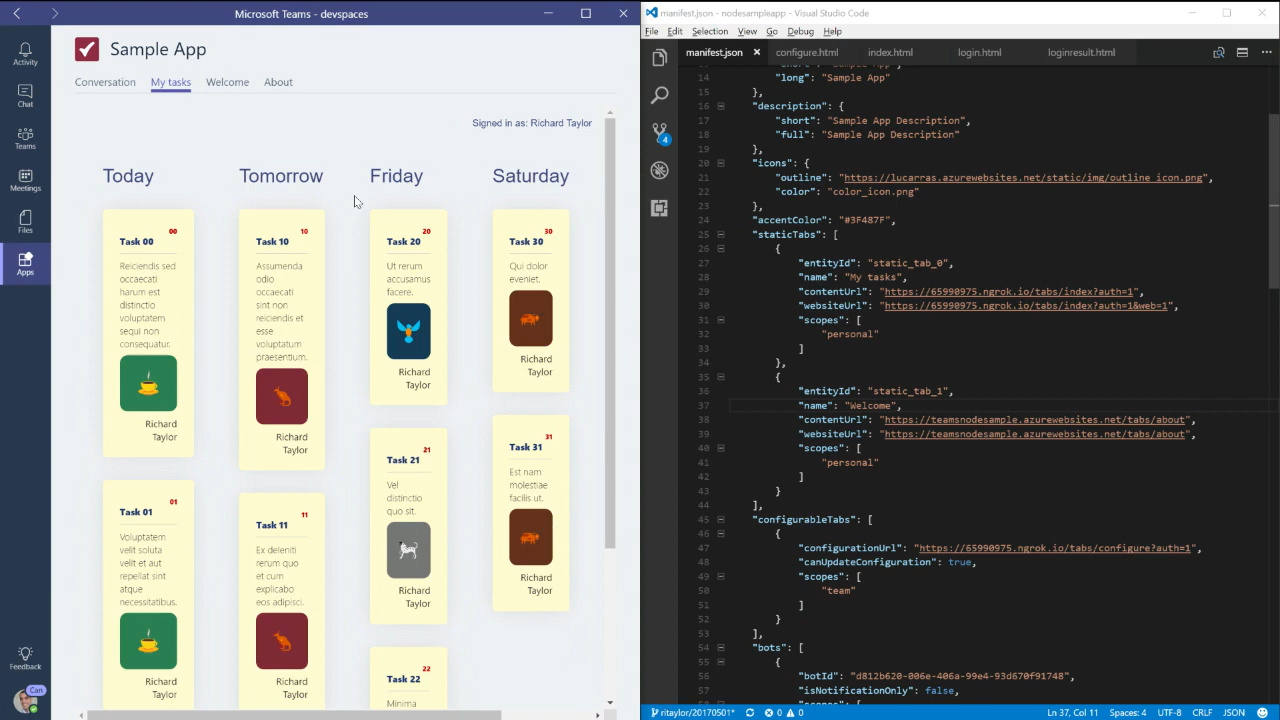 Microsoft Teams - devspaces
Activity
Chat
Teams
Meetings
Files
Apps
Feedback
Can
Sample App
Conversation
My tasks
Welcome
About
Signed in as: Richard Taylor
Today
Tomorrow
Friday
Saturday
00
Task 00
Reiciendis sed
occaecati
harum est
distinctio
voluptatem
sequi non
consequatur.
Richard
Taylor
01
Task 01
Voluptatem
velit soluta
velit et aut
repellat sint
atque
necessitatibus.
Richard
10
Task 10
Assumenda
odio
occaecati
sint non
reiciendis et
esse
voluptatum
praesentium.
Richard
Taylor
11
Task 11
Ex deleniti
rerum quo
et cum
explicabo
eos adipisci.
Richard
20
Task 20
Ut rerum
accusamus
facere.
Richard
Taylor
21
Task 21
Vel
distinctio
quo sit.
Richard
Taylor
22
Task 22
Minima
30
Task 30
Qui dolor
eveniet.
Richard
Taylor
31
Task 31
Est nam
molestiae
facilis ut.
Richard
Taylor
manifest.json - nodesampleapp - Visual Studio Code
File Edit Selection View Go Debug Help
manifest.json
configure.html
index.html
login.html
loginresult.html
4
14 "long": "Sample App"
15 },
16 "description": {
17 "short": "Sample App Description",
18 "full": "Sample App Description"
19 },
20 "icons": {
21 "outline": "https://lucarras.azurewebsites.net/static/img/outline_icon.png",
22 "color": "color_icon.png"
23 },
24 "accentColor": "#3F487F",
25 "staticTabs": [
26 {
27 "entityId": "static_tab_0",
28 "name": "My tasks",
29 "contentUrl": "https://65990975.ngrok.io/tabs/index?auth=1",
30 "websiteUrl": "https://65990975.ngrok.io/tabs/index?auth=1&web=1",
31 "scopes": [
32 "personal"
33 ]
34 },
35 {
36 "entityId": "static_tab_1",
37 "name": "Welcome",
38 "contentUrl": "https://teamsnodesample.azurewebsites.net/tabs/about",
39 "websiteUrl": "https://teamsnodesample.azurewebsites.net/tabs/about",
40 "scopes": [
41 "personal"
42 ]
43 }
44 ],
45 "configurableTabs": [
46 {
47 "configurationUrl": "https://65990975.ngrok.io/tabs/configure?auth=1",
48 "canUpdateConfiguration": true,
49 "scopes": [
50 "team"
51 ]
52 }
53 ],
54 "bots": [
55 {
56 "botId": "d812b620-006e-406a-99e4-93d670f91748",
57 "isNotificationOnly": false,
ritaylor/20170501* 0 0
Ln 37, Col 11 Spaces: 4 UTF-8 CRLF JSON